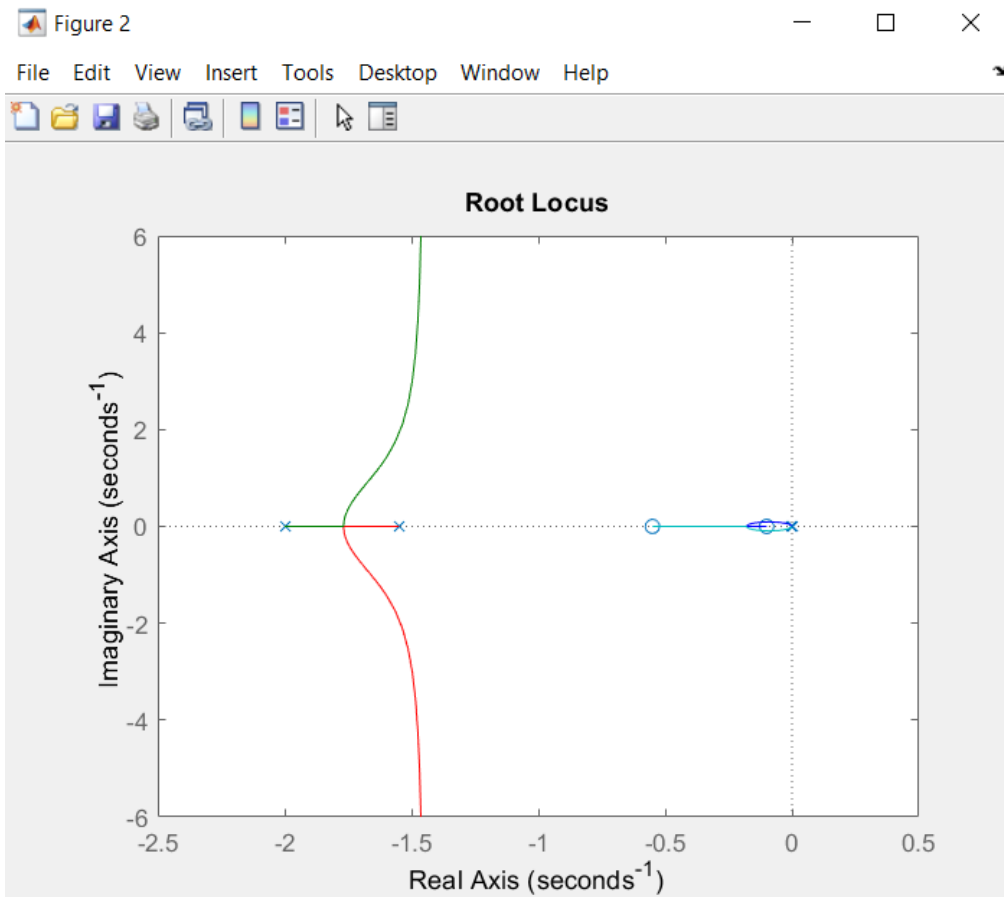 Figure 2
File Edit View Insert Tools Desktop Window Help
Root Locus
6
4
2
0
-2
-4
-6
Imaginary Axis (seconds⁻¹)
-2.5 -2 -1.5 -1 -0.5 0 0.5
Real Axis (seconds⁻¹)